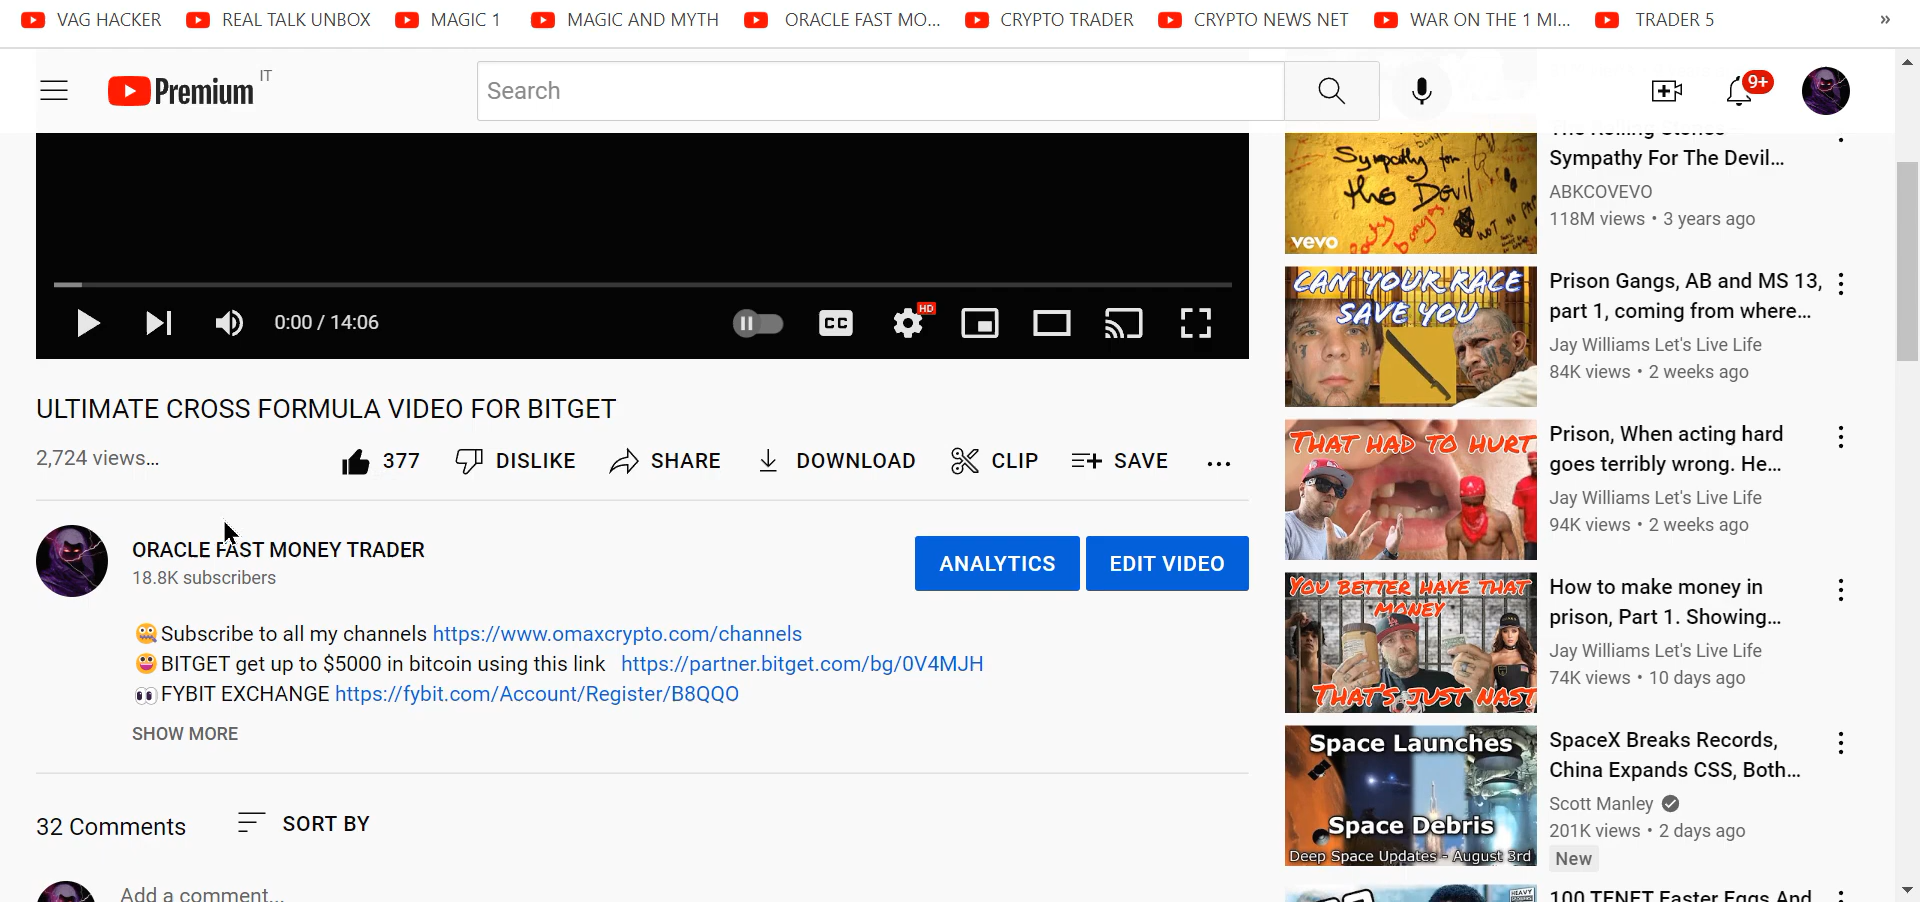 VAG HACKER REAL TALK UNBOX MAGIC 1 MAGIC AND MYTH ORACLE FAST MO... CRYPTO TRADER CRYPTO NEWS NET WAR ON THE 1 MI... TRADER 5 »
Premium IT Search 9+
0:00 / 14:06 CC HD
ULTIMATE CROSS FORMULA VIDEO FOR BITGET
2,724 views... 377 DISLIKE SHARE DOWNLOAD CLIP SAVE ...
ORACLE FAST MONEY TRADER
18.8K subscribers
ANALYTICS EDIT VIDEO
Subscribe to all my channels https://www.omaxcrypto.com/channels
BITGET get up to $5000 in bitcoin using this link https://partner.bitget.com/bg/0V4MJH
FYBIT EXCHANGE https://fybit.com/Account/Register/B8QQO
SHOW MORE
32 Comments SORT BY
Add a comment...
Sympathy for
the Devil
vevo
The Rolling Stones
Sympathy For The Devil...
ABKCOVEVO
118M views • 3 years ago
CAN YOUR RACE
SAVE YOU
Prison Gangs, AB and MS 13,
part 1, coming from where...
Jay Williams Let's Live Life
84K views • 2 weeks ago
THAT HAD TO HURT
Prison, When acting hard
goes terribly wrong. He...
Jay Williams Let's Live Life
94K views • 2 weeks ago
YOU BETTER HAVE THAT
MONEY
THAT'S JUST NAST
How to make money in
prison, Part 1. Showing...
Jay Williams Let's Live Life
74K views • 10 days ago
Space Launches
Space Debris
Deep Space Updates - August 3rd
SpaceX Breaks Records,
China Expands CSS, Both...
Scott Manley
201K views • 2 days ago
New
100 TENET Easter Eggs And